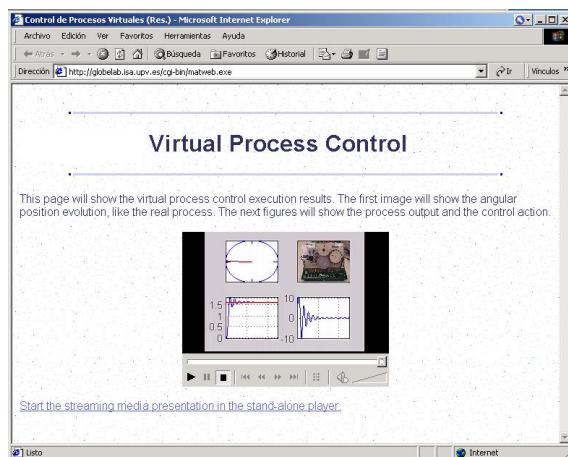 Control de Procesos Virtuales (Res.) - Microsoft Internet Explorer
Archivo Edición Ver Favoritos Herramientas Ayuda
Atrás Búsqueda Favoritos Historial
Dirección http://globelab.isa.upv.es/cgi-bin/matweb.exe Ir Vínculos »
Virtual Process Control
This page will show the virtual process control execution results. The first image will show the angular
position evolution, like the real process. The next figures will show the process output and the control action.
1.5
1
0.5
0
10
0
-10
Start the streaming media presentation in the stand-alone player.
Listo Internet